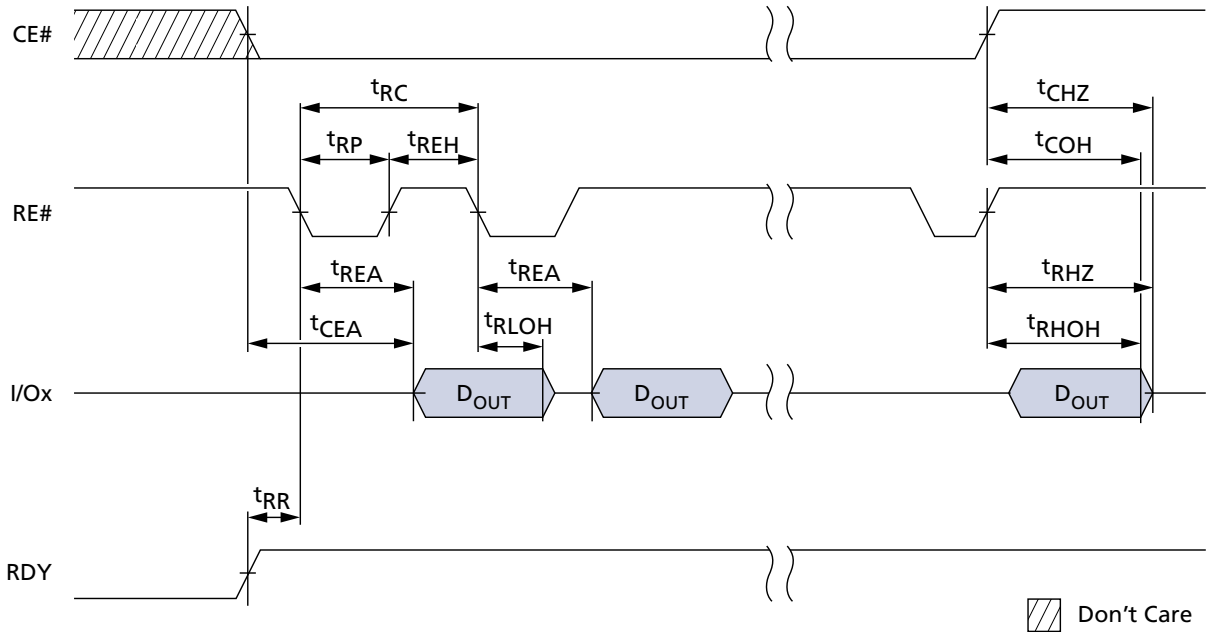 CE#
tRC
tCHZ
tRP
tREH
tCOH
RE#
tREA
tREA
tRHZ
tCEA
tRLOH
tRHOH
I/Ox
DOUT
DOUT
DOUT
tRR
RDY
Don't Care